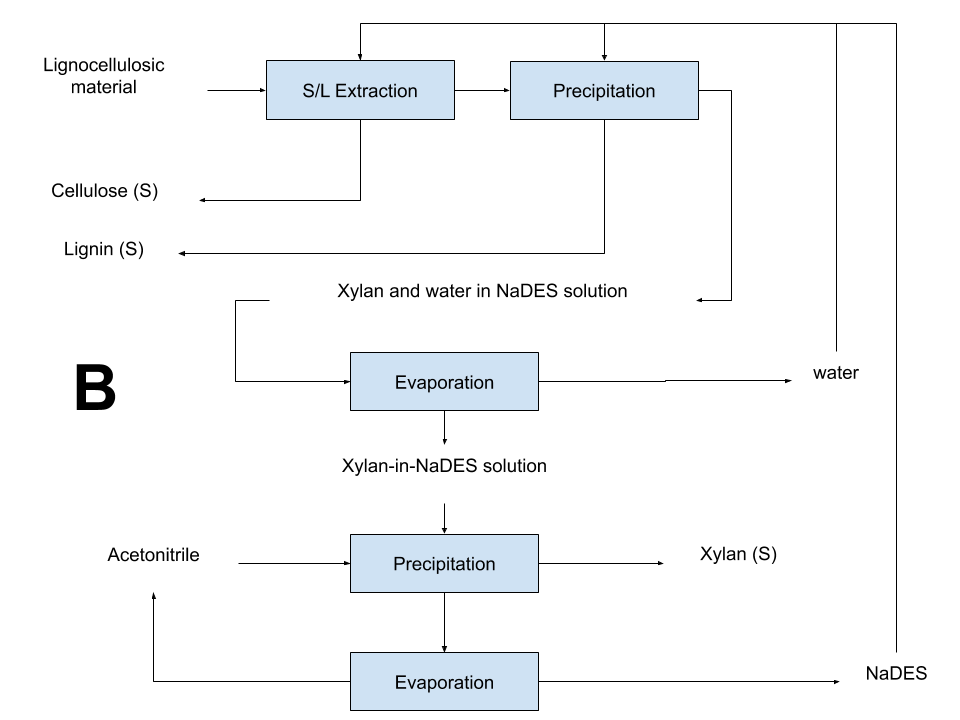 Lignocellulosic
material
S/L Extraction
Precipitation
Cellulose (S)
Lignin (S)
Xylan and water in NaDES solution
B
Evaporation
water
Xylan-in-NaDES solution
Acetonitrile
Precipitation
Xylan (S)
Evaporation
NaDES